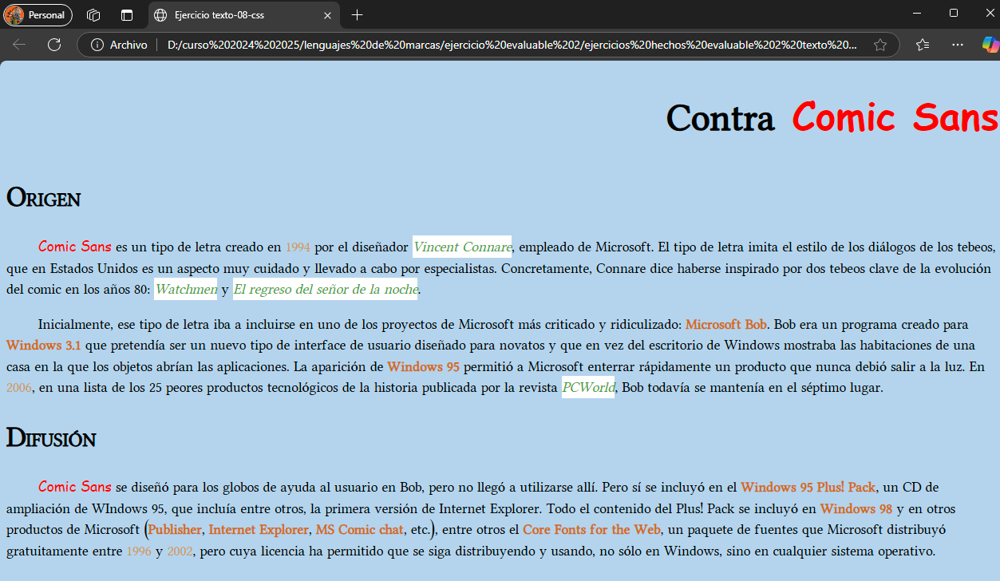 Personal
Ejercicio texto-08-css
Archivo
D:/curso%202024%202025/lenguajes%20de%20marcas/ejercicio%20evaluable%202/ejercicios%20hechos%20evaluable%202%20texto%20...
Contra Comic Sans
Origen
Comic Sans es un tipo de letra creado en 1994 por el diseñador Vincent Connare, empleado de Microsoft. El tipo de letra imita el estilo de los diálogos de los tebeos,
que en Estados Unidos es un aspecto muy cuidado y llevado a cabo por especialistas. Concretamente, Connare dice haberse inspirado por dos tebeos clave de la evolución
del comic en los años 80: Watchmen y El regreso del señor de la noche.
Inicialmente, ese tipo de letra iba a incluirse en uno de los proyectos de Microsoft más criticado y ridiculizado: Microsoft Bob. Bob era un programa creado para
Windows 3.1 que pretendía ser un nuevo tipo de interface de usuario diseñado para novatos y que en vez del escritorio de Windows mostraba las habitaciones de una
casa en la que los objetos abrían las aplicaciones. La aparición de Windows 95 permitió a Microsoft enterrar rápidamente un producto que nunca debió salir a la luz. En
2006, en una lista de los 25 peores productos tecnológicos de la historia publicada por la revista PCWorld, Bob todavía se mantenía en el séptimo lugar.
Difusión
Comic Sans se diseñó para los globos de ayuda al usuario en Bob, pero no llegó a utilizarse allí. Pero sí se incluyó en el Windows 95 Plus! Pack, un CD de
ampliación de WIndows 95, que incluía entre otros, la primera versión de Internet Explorer. Todo el contenido del Plus! Pack se incluyó en Windows 98 y en otros
productos de Microsoft (Publisher, Internet Explorer, MS Comic chat, etc.), entre otros el Core Fonts for the Web, un paquete de fuentes que Microsoft distribuyó
gratuitamente entre 1996 y 2002, pero cuya licencia ha permitido que se siga distribuyendo y usando, no sólo en Windows, sino en cualquier sistema operativo.